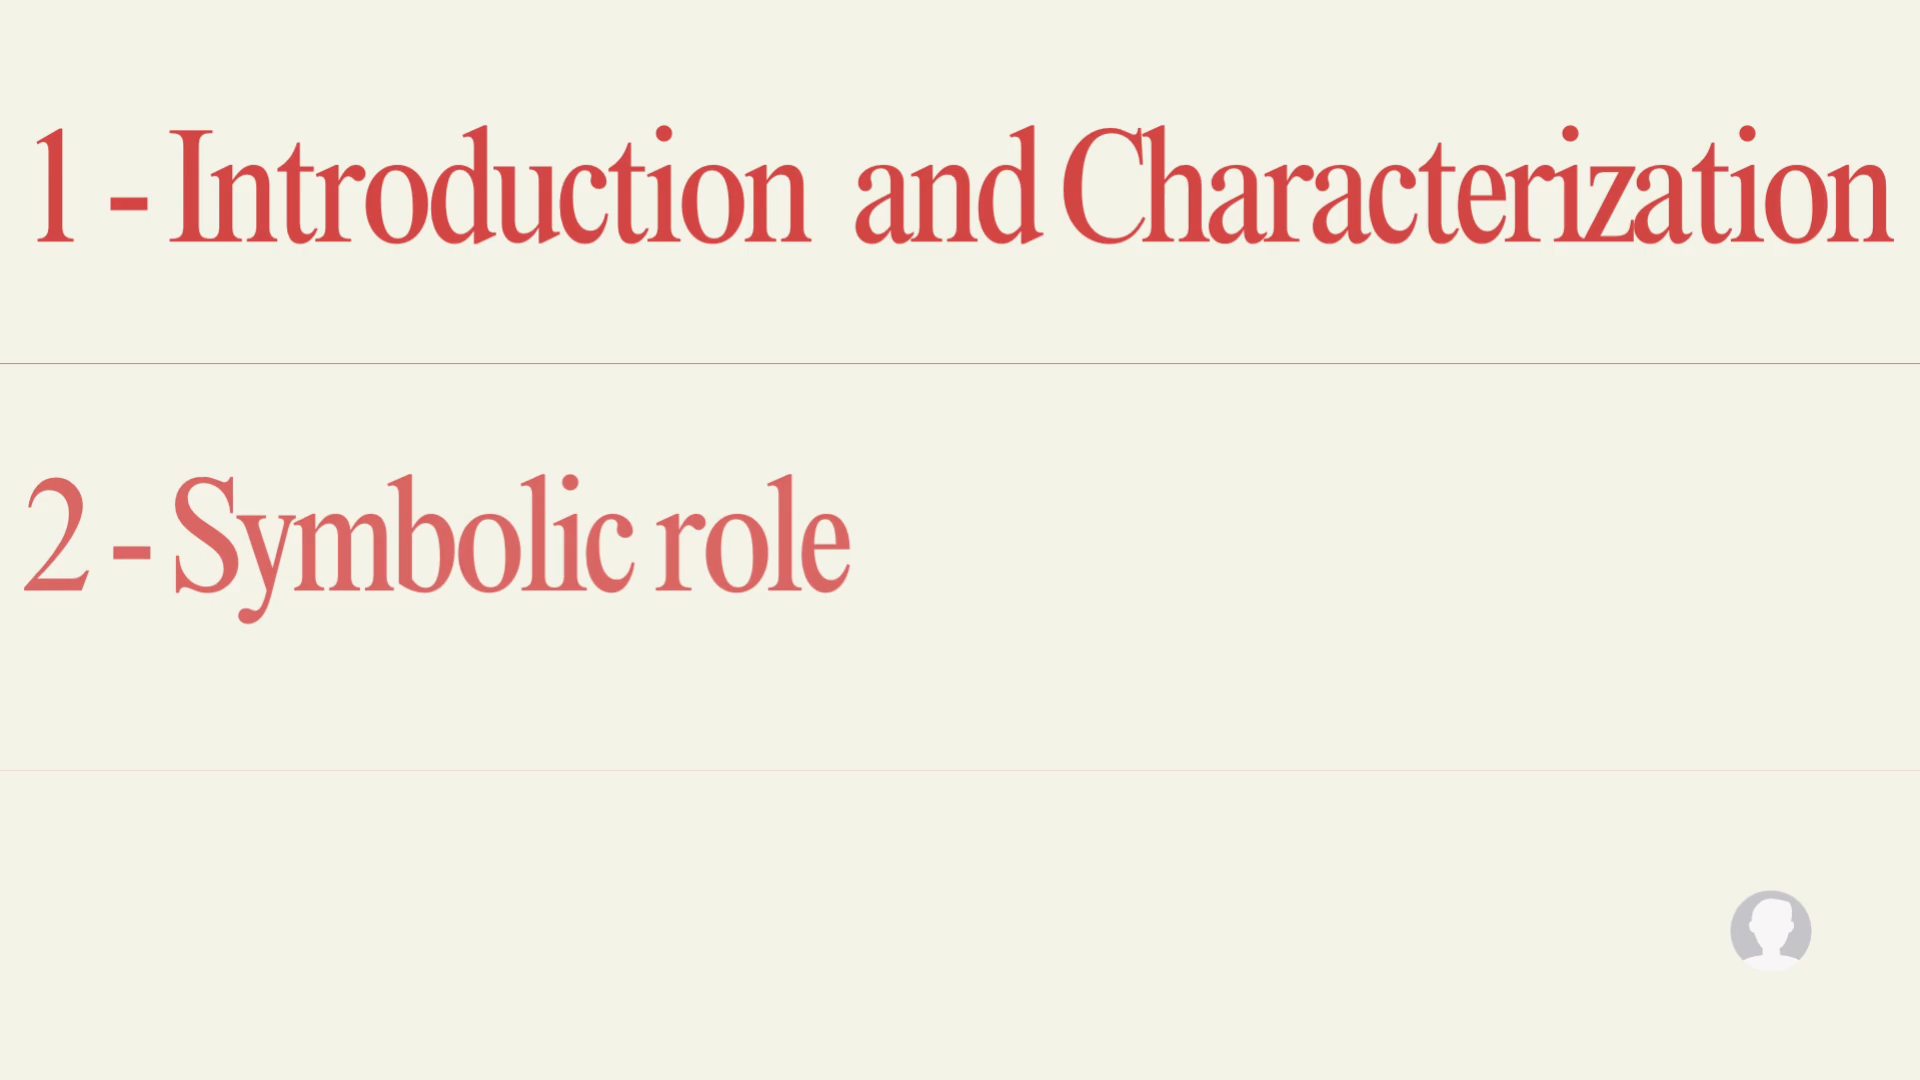 1 - Introduction and Characterization
2 - Symbolic role